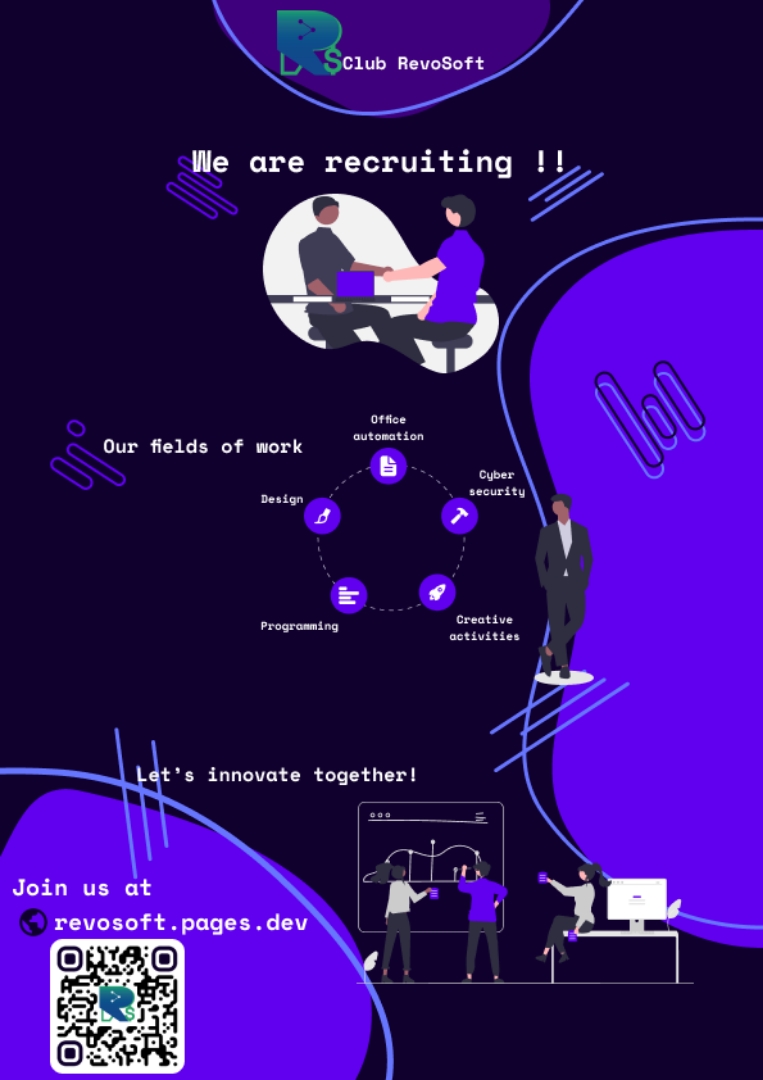 Club RevoSoft
We are recruiting !!
Our fields of work
Office
automation
Cyber
security
Design
Programming
Creative
activities
Let's innovate together!
Join us at
revosoft.pages.dev